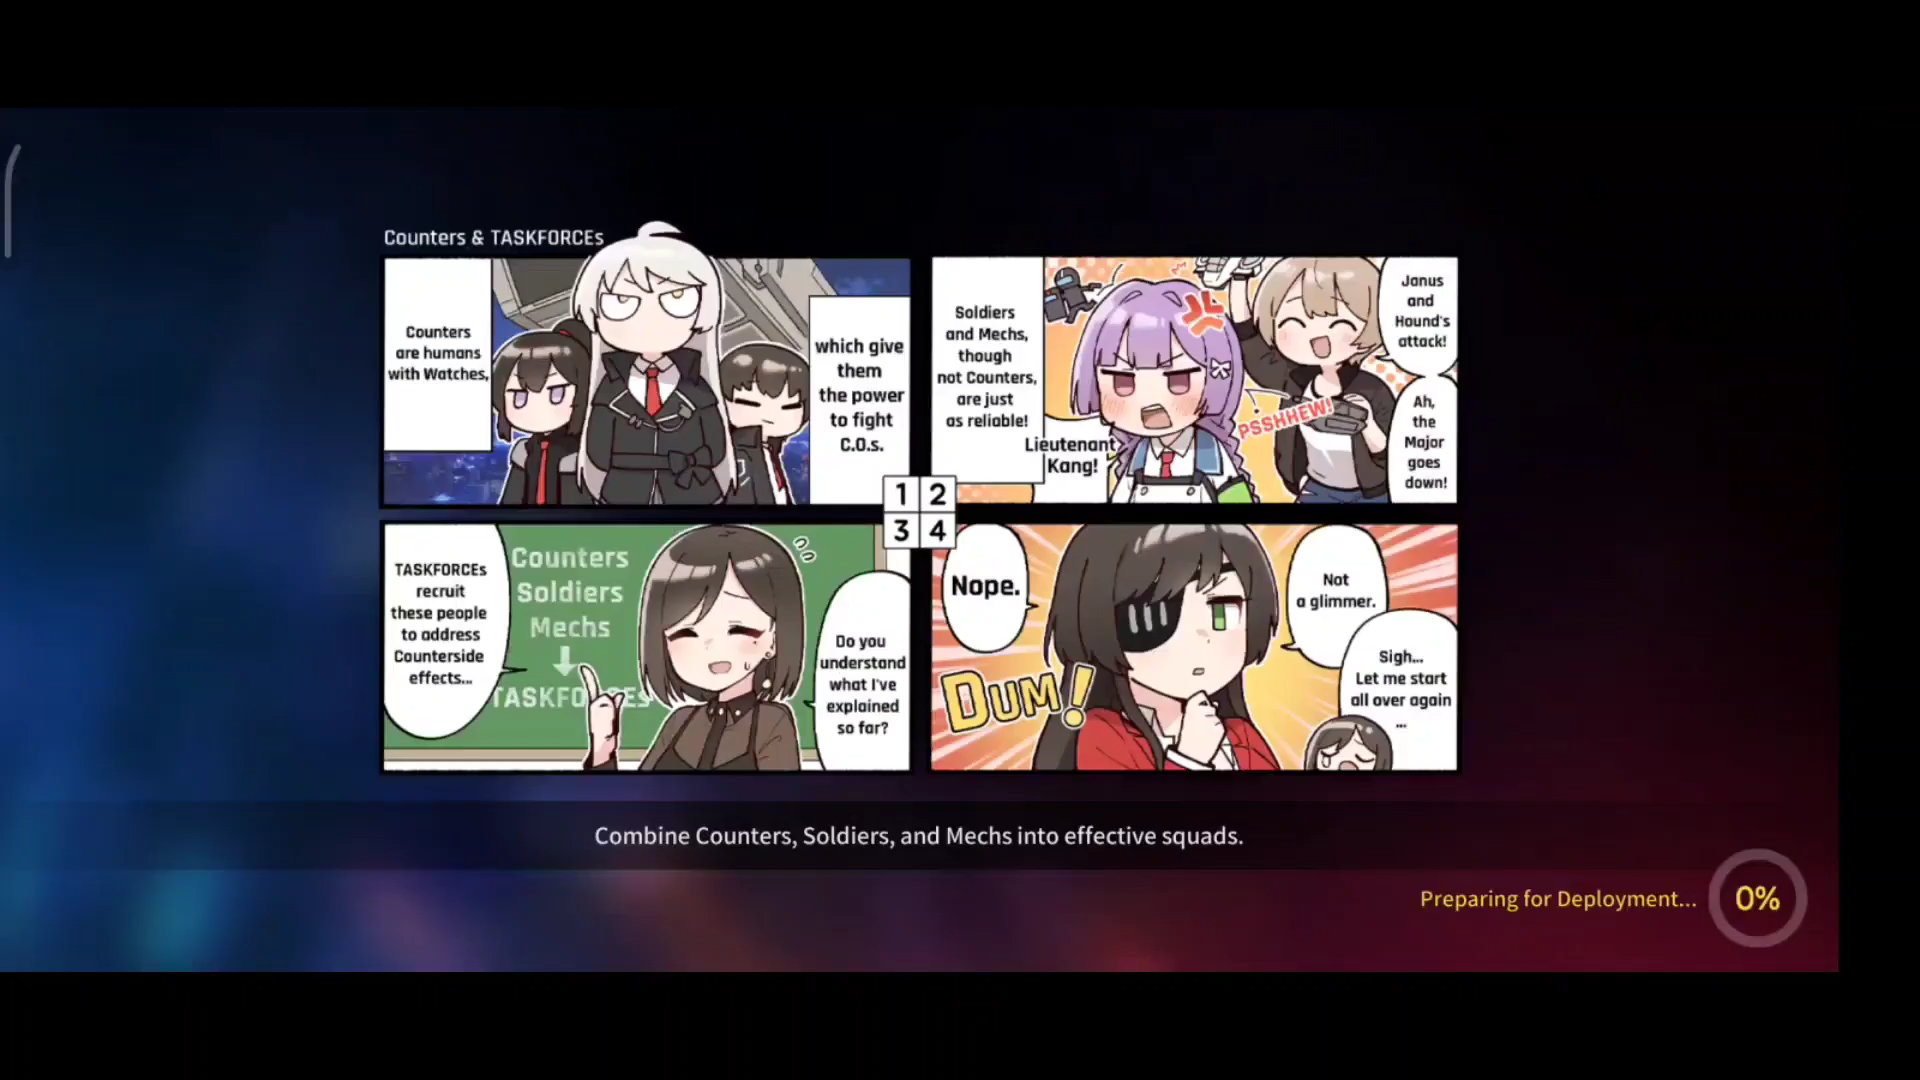 Counters & TASKFORCEs
Counters
are humans
with Watches,
which give
them
the power
to fight
C.O.s.
Soldiers
and Mechs,
though
not Counters,
are just
as reliable!
Lieutenant
Kang!
PSSHHEW!
Janus
and
Hound's
attack!
Ah,
the
Major
goes
down!
1 2
3 4
TASKFORCEs
recruit
these people
to address
Counterside
effects...
Counters
Soldiers
Mechs
TASKFORCEs
Do you
understand
what I've
explained
so far?
Nope.
DUM!
Not
a glimmer.
Sigh...
Let me start
all over again
...
Combine Counters, Soldiers, and Mechs into effective squads.
Preparing for Deployment...
0%